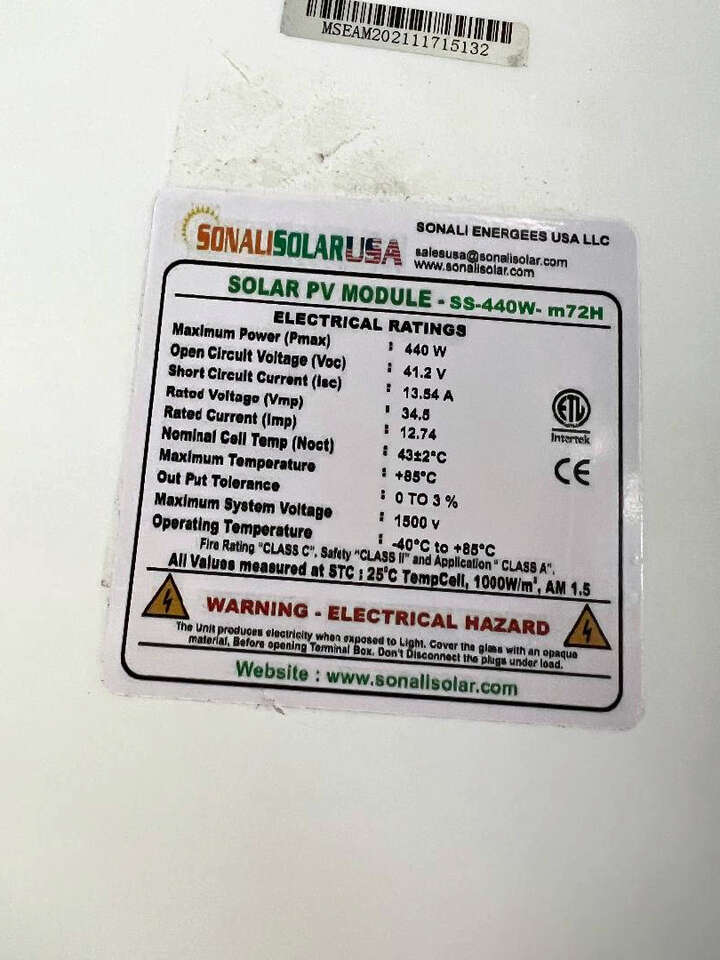 MSEAM202111715132
SONALISOLARUSA
SONALI ENERGEES USA LLC
salesusa@sonalisolar.com
www.sonalisolar.com
SOLAR PV MODULE - SS-440W- m72H
ELECTRICAL RATINGS
Maximum Power (Pmax) : 440 W
Open Circuit Voltage (Voc) : 41.2 V
Short Circuit Current (Isc) : 13.54 A
Rated Voltage (Vmp) : 34.5
Rated Current (Imp) : 12.74
Nominal Cell Temp (Noct) : 43±2°C
Maximum Temperature : +85°C
Out Put Tolerance : 0 TO 3 %
Maximum System Voltage : 1500 v
Operating Temperature : -40°C to +85°C
Fire Rating "CLASS C", Safety "CLASS II" and Application " CLASS A".
All Values measured at STC : 25°C TempCell, 1000W/m², AM 1.5
ETL
Intertek
CE
WARNING - ELECTRICAL HAZARD
The Unit produces electricity when exposed to Light. Cover the glass with an opaque
material, Before opening Terminal Box. Don't Disconnect the plugs under load.
Website : www.sonalisolar.com